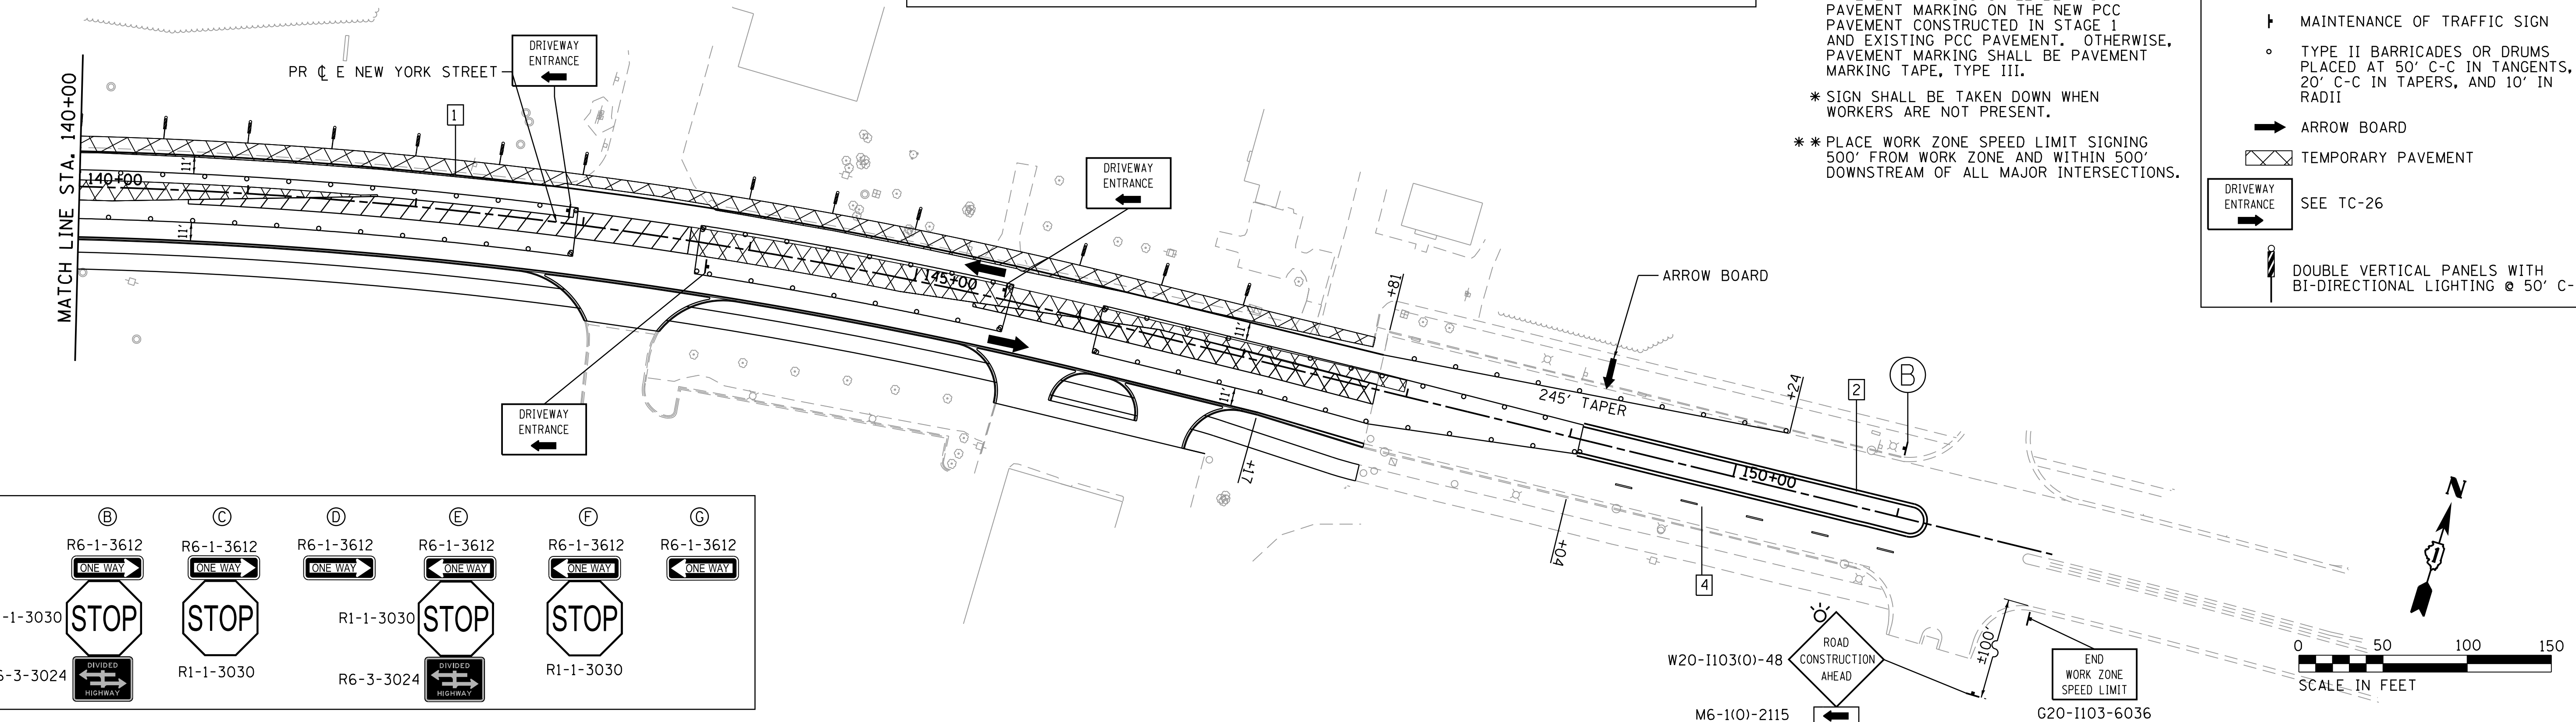 PAVEMENT MARKING ON THE NEW PCC
PAVEMENT CONSTRUCTED IN STAGE 1
AND EXISTING PCC PAVEMENT. OTHERWISE,
PAVEMENT MARKING SHALL BE PAVEMENT
MARKING TAPE, TYPE III.
* SIGN SHALL BE TAKEN DOWN WHEN
WORKERS ARE NOT PRESENT.
** PLACE WORK ZONE SPEED LIMIT SIGNING
500' FROM WORK ZONE AND WITHIN 500'
DOWNSTREAM OF ALL MAJOR INTERSECTIONS.
MAINTENANCE OF TRAFFIC SIGN
TYPE II BARRICADES OR DRUMS
PLACED AT 50' C-C IN TANGENTS,
20' C-C IN TAPERS, AND 10' IN
RADII
ARROW BOARD
TEMPORARY PAVEMENT
DRIVEWAY
ENTRANCE
SEE TC-26
DOUBLE VERTICAL PANELS WITH
BI-DIRECTIONAL LIGHTING @ 50' C-
MATCH LINE STA. 140+00
PR ℄ E NEW YORK STREET
DRIVEWAY
ENTRANCE
1
11'
140+00
11'
DRIVEWAY
ENTRANCE
145+00
DRIVEWAY
ENTRANCE
11'
11'
+81
ARROW BOARD
245' TAPER
+24
2
B
150+00
+17
+04
4
B
R6-1-3612
ONE WAY
STOP
-1-3030
6-3-3024
DIVIDED
HIGHWAY
C
R6-1-3612
ONE WAY
STOP
R1-1-3030
D
R6-1-3612
ONE WAY
E
R6-1-3612
ONE WAY
R1-1-3030
STOP
R6-3-3024
DIVIDED
HIGHWAY
F
R6-1-3612
ONE WAY
STOP
R1-1-3030
G
R6-1-3612
ONE WAY
W20-I103(0)-48
ROAD
CONSTRUCTION
AHEAD
M6-1(0)-2115
±100'
END
WORK ZONE
SPEED LIMIT
G20-I103-6036
N
1
0 50 100 150
SCALE IN FEET